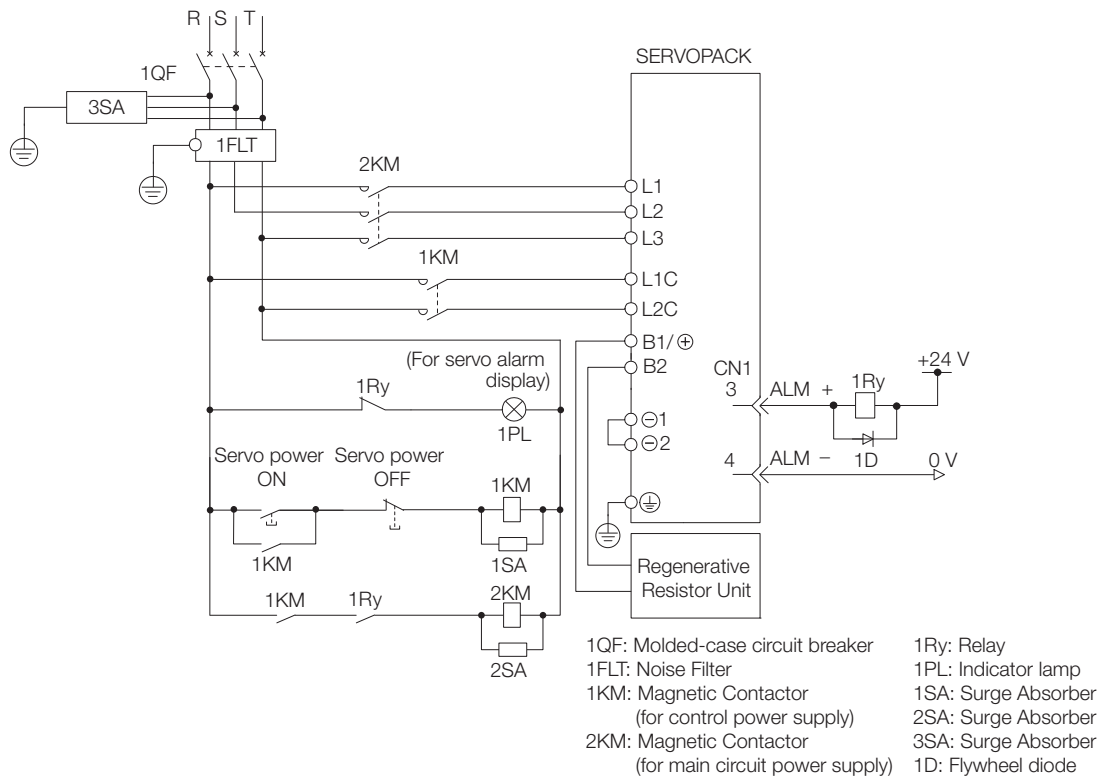 R S T
SERVOPACK
1QF
3SA
1FLT
2KM
L1
L2
L3
1KM
L1C
L2C
B1/⊕
B2
(For servo alarm
display)
1Ry
1PL
CN1
3
ALM +
1Ry
+24 V
⊖1
⊖2
1D
4
ALM −
0 V
Servo power
ON
Servo power
OFF
1KM
1KM
1SA
1KM
1Ry
2KM
2SA
Regenerative
Resistor Unit
1QF: Molded-case circuit breaker
1FLT: Noise Filter
1KM: Magnetic Contactor
(for control power supply)
2KM: Magnetic Contactor
(for main circuit power supply)
1Ry: Relay
1PL: Indicator lamp
1SA: Surge Absorber
2SA: Surge Absorber
3SA: Surge Absorber
1D: Flywheel diode